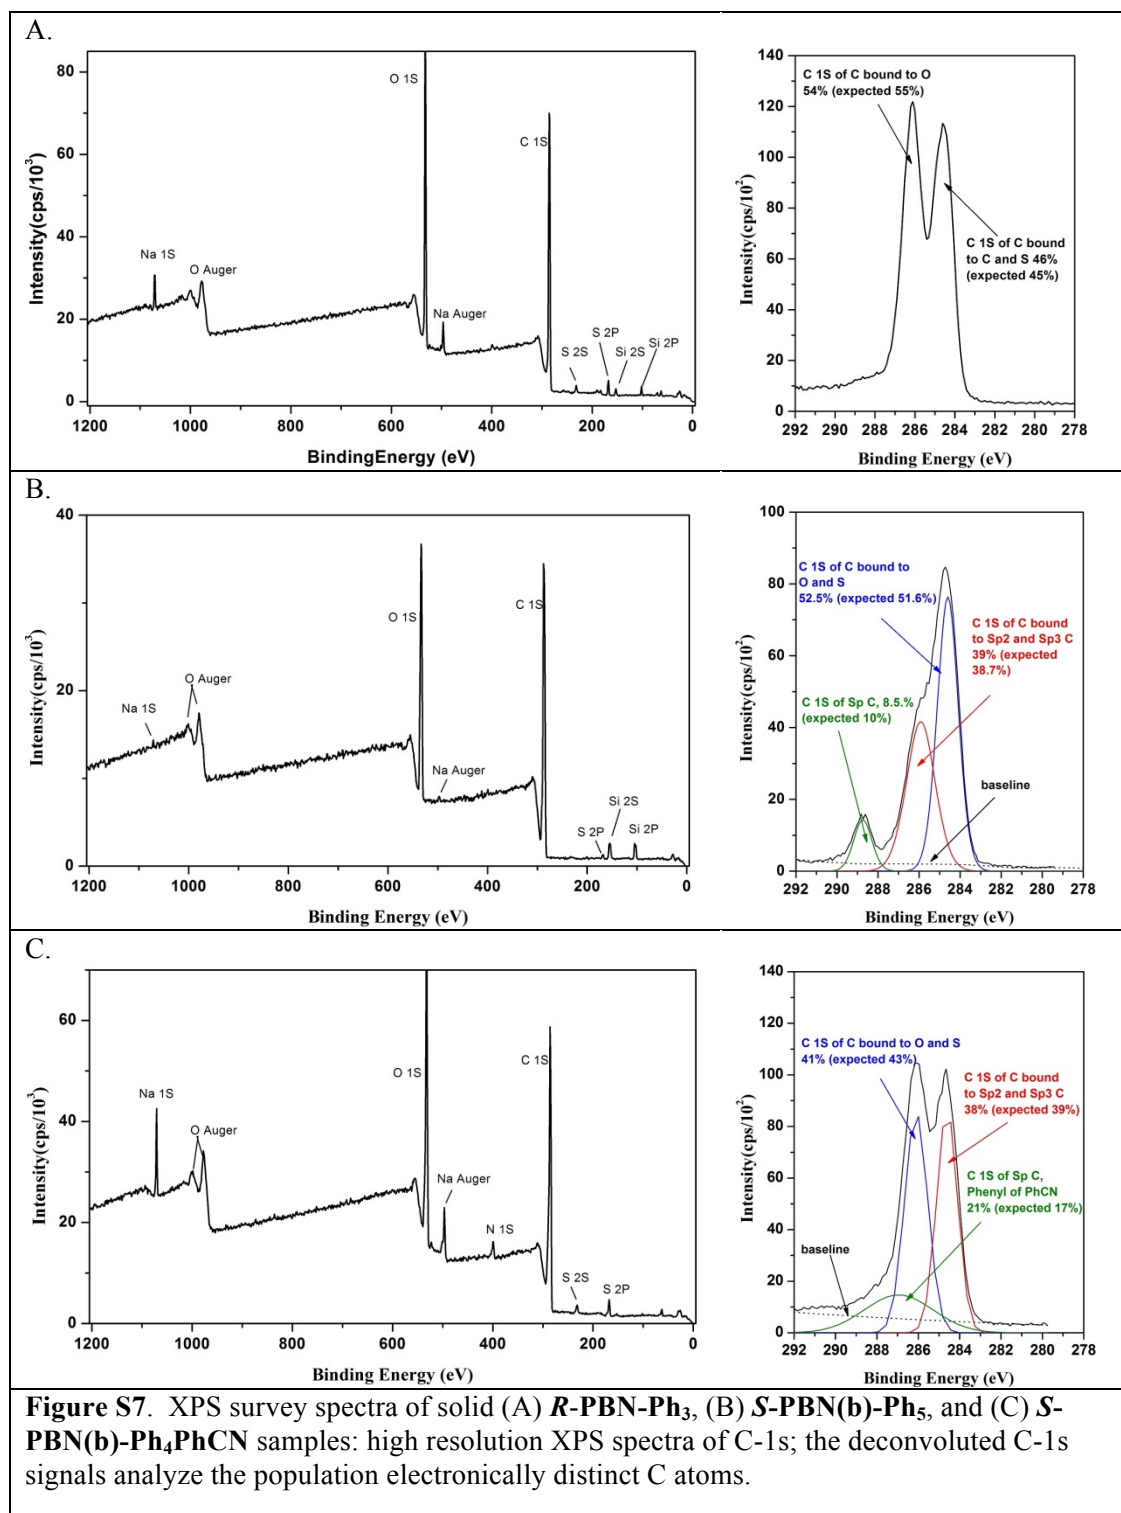 A.
80
60
40
20
0
Intensity(cps/10³)
O 1S
C 1S
Na 1S
O Auger
Na Auger
S 2S
S 2P
Si 2S
Si 2P
1200 1000 800 600 400 200 0
BindingEnergy (eV)
140
120
100
80
60
40
20
0
Intensity(cps/10²)
C 1S of C bound to O
54% (expected 55%)
C 1S of C bound
to C and S 46%
(expected 45%)
292 290 288 286 284 282 280 278
Binding Energy (eV)
B.
40
20
0
Intensity(cps/10³)
O 1S
C 1S
O Auger
Na 1S
Na Auger
Si 2S
S 2P
Si 2P
1200 1000 800 600 400 200 0
Binding Energy (eV)
100
80
60
40
20
0
Intensity(cps/10²)
C 1S of C bound to
O and S
52.5% (expected 51.6%)
C 1S of C bound
to Sp2 and Sp3 C
39% (expected
38.7%)
C 1S of Sp C, 8.5.%
(expected 10%)
baseline
292 290 288 286 284 282 280 278
Binding Energy (eV)
C.
60
40
20
0
Intensity(cps/10³)
O 1S
C 1S
Na 1S
O Auger
Na Auger
N 1S
S 2S
S 2P
1200 1000 800 600 400 200 0
Binding Energy (eV)
140
120
100
80
60
40
20
0
Intensity(cps/10²)
C 1S of C bound to O and S
41% (expected 43%)
C 1S of C bound
to Sp2 and Sp3 C
38% (expected 39%)
C 1S of Sp C,
Phenyl of PhCN
21% (expected 17%)
baseline
292 290 288 286 284 282 280 278
Binding Energy (eV)
Figure S7. XPS survey spectra of solid (A) R-PBN-Ph₃, (B) S-PBN(b)-Ph₅, and (C) S-
PBN(b)-Ph₄PhCN samples: high resolution XPS spectra of C-1s; the deconvoluted C-1s
signals analyze the population electronically distinct C atoms.